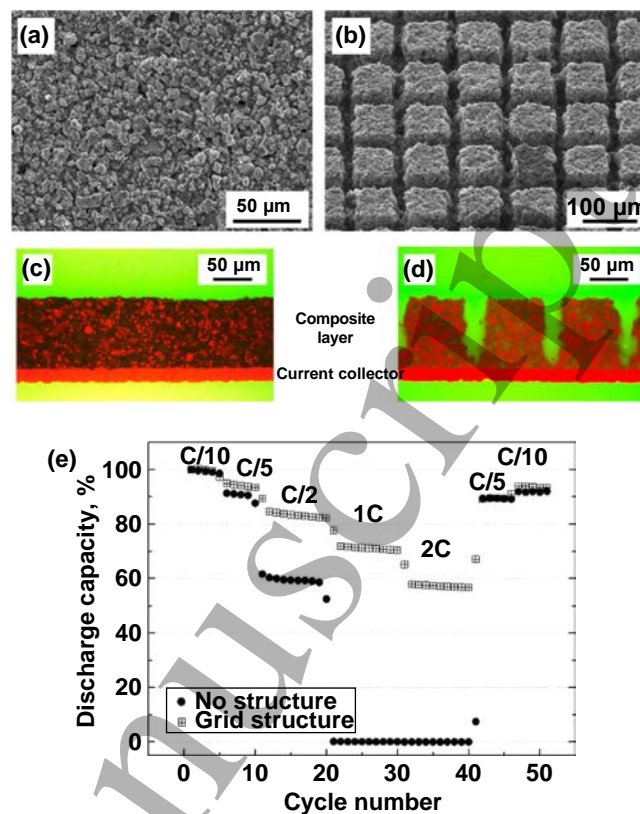 (a)
(b)
50 µm
100 µm
(c)
50 µm
Composite
layer
Current collector
(d)
50 µm
(e)
Discharge capacity, %
100
80
60
40
20
0
C/10
C/5
C/2
1C
2C
C/5
C/10
No structure
Grid structure
0
10
20
30
40
50
Cycle number
nuscrip